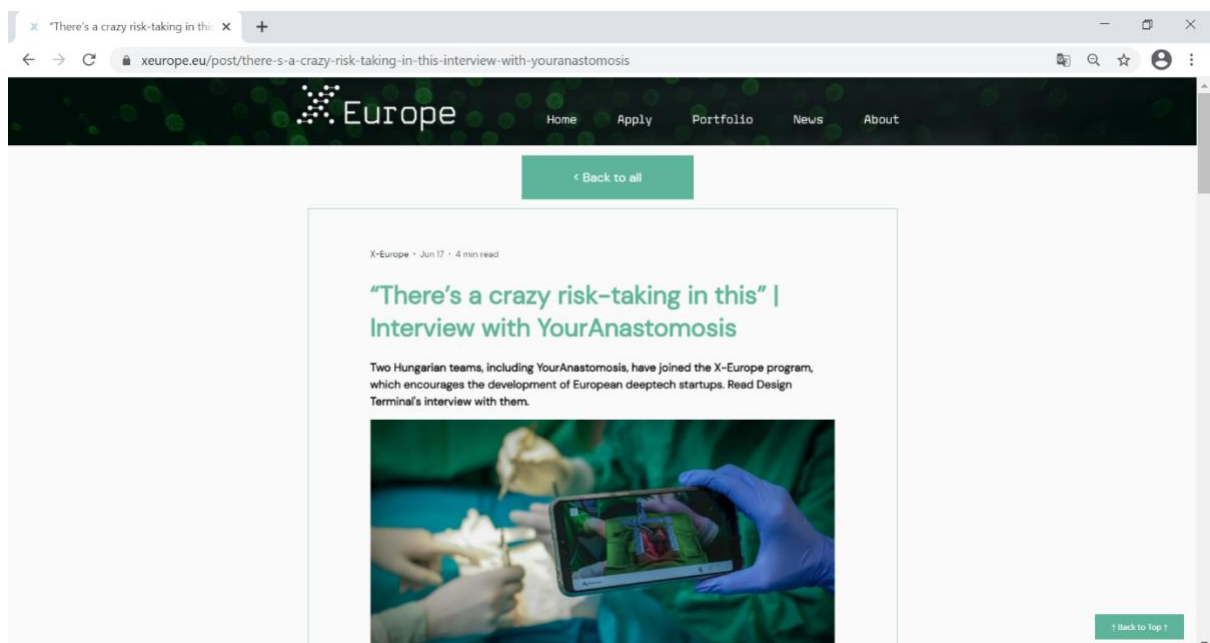 "There's a crazy risk-taking in thi
xeurope.eu/post/there-s-a-crazy-risk-taking-in-this-interview-with-youranastomosis
Europe
Home Apply Portfolio News About
< Back to all
X-Europe · Jun 17 · 4 min read
“There’s a crazy risk-taking in this” |
Interview with YourAnastomosis
Two Hungarian teams, including YourAnastomosis, have joined the X-Europe program,
which encourages the development of European deeptech startups. Read Design
Terminal's interview with them.
↑ Back to Top ↑